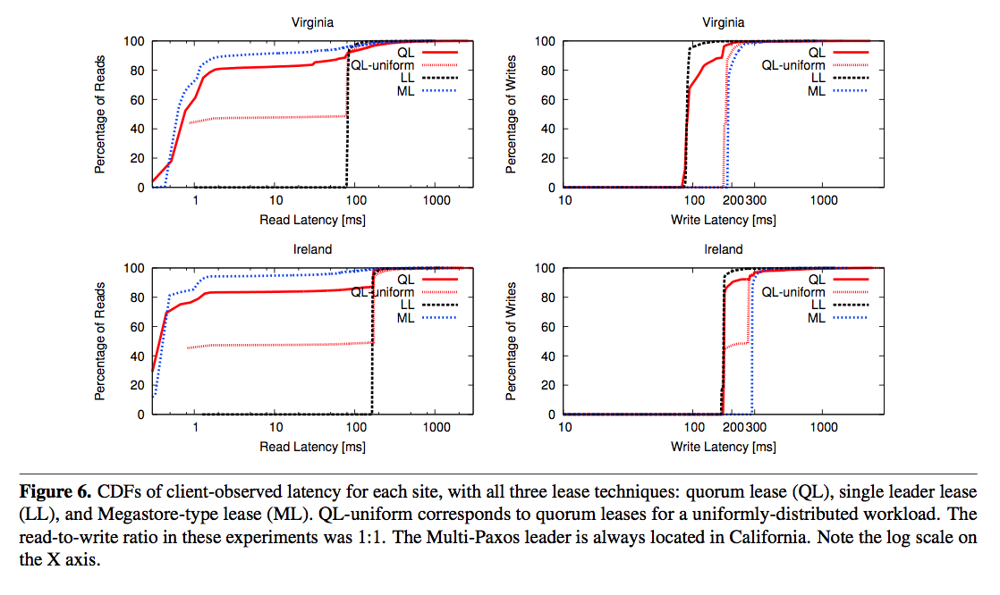 Virginia
Percentage of Reads
100
80
60
40
20
0
QL
QL-uniform
LL
ML
1 10 100 1000
Read Latency [ms]
Virginia
Percentage of Writes
100
80
60
40
20
0
QL
QL-uniform
LL
ML
10 100 200 300 1000
Write Latency [ms]
Ireland
Percentage of Reads
100
80
60
40
20
0
QL
QL-uniform
LL
ML
1 10 100 1000
Read Latency [ms]
Ireland
Percentage of Writes
100
80
60
40
20
0
QL
QL-uniform
LL
ML
10 100 200 300 1000
Write Latency [ms]
Figure 6. CDFs of client-observed latency for each site, with all three lease techniques: quorum lease (QL), single leader lease
(LL), and Megastore-type lease (ML). QL-uniform corresponds to quorum leases for a uniformly-distributed workload. The
read-to-write ratio in these experiments was 1:1. The Multi-Paxos leader is always located in California. Note the log scale on
the X axis.